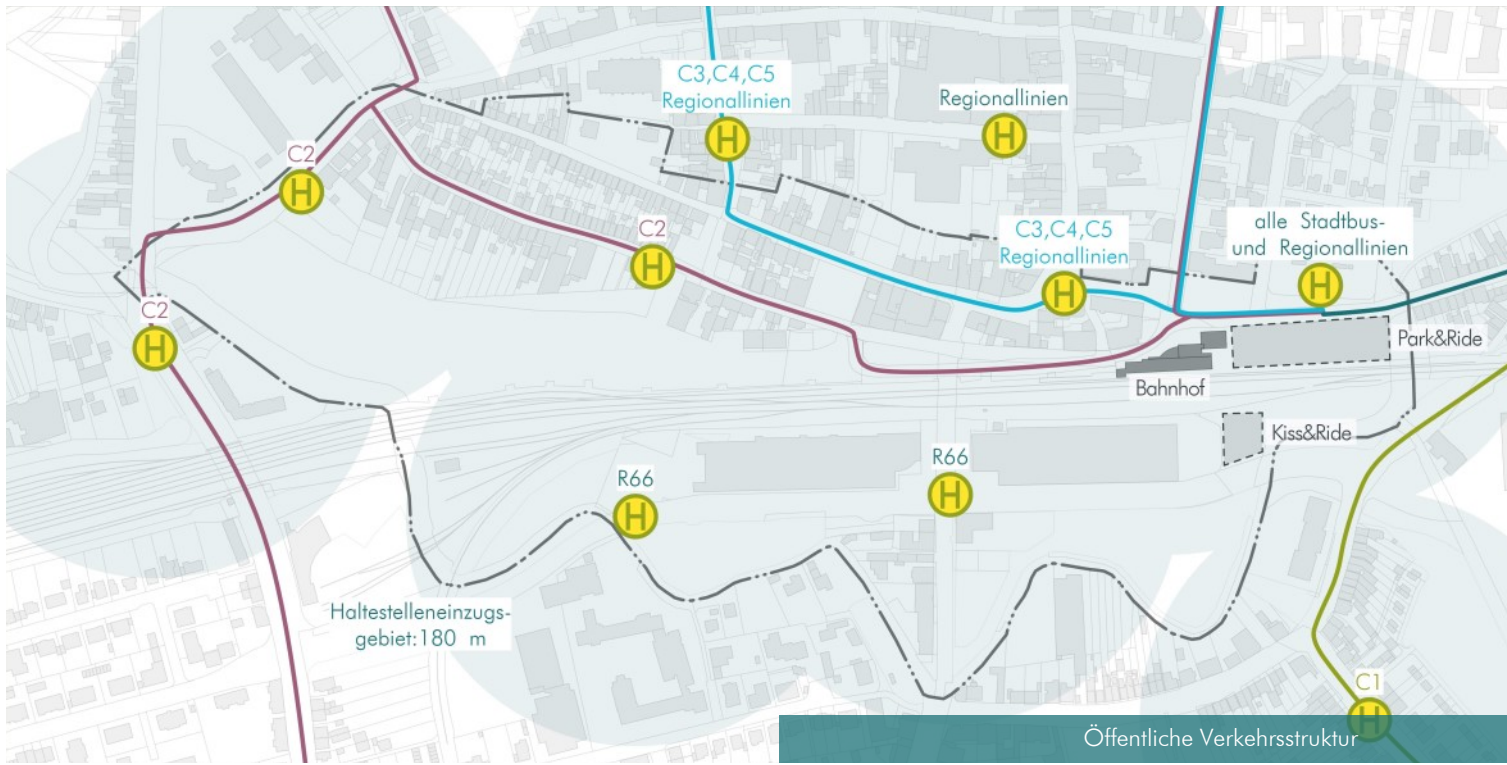 C3,C4,C5
Regionallinien
H
Regionallinien
H
C2
H
C2
H
C3,C4,C5
Regionallinien
H
alle Stadtbus-
und Regionallinien
H
C2
H
Park&Ride
Bahnhof
Kiss&Ride
R66
H
R66
H
Haltestelleneinzugs-
gebiet:180 m
C1
H
Öffentliche Verkehrsstruktur